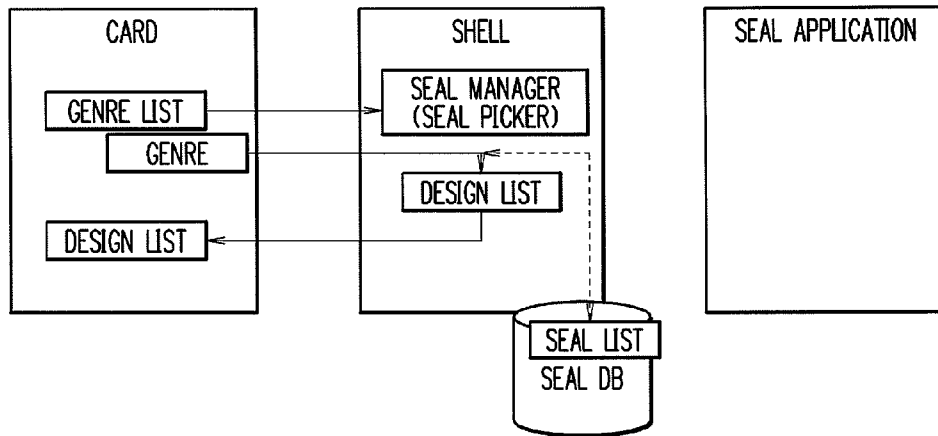 CARD
GENRE LIST
GENRE
DESIGN LIST
SHELL
SEAL MANAGER
(SEAL PICKER)
DESIGN LIST
SEAL LIST
SEAL DB
SEAL APPLICATION